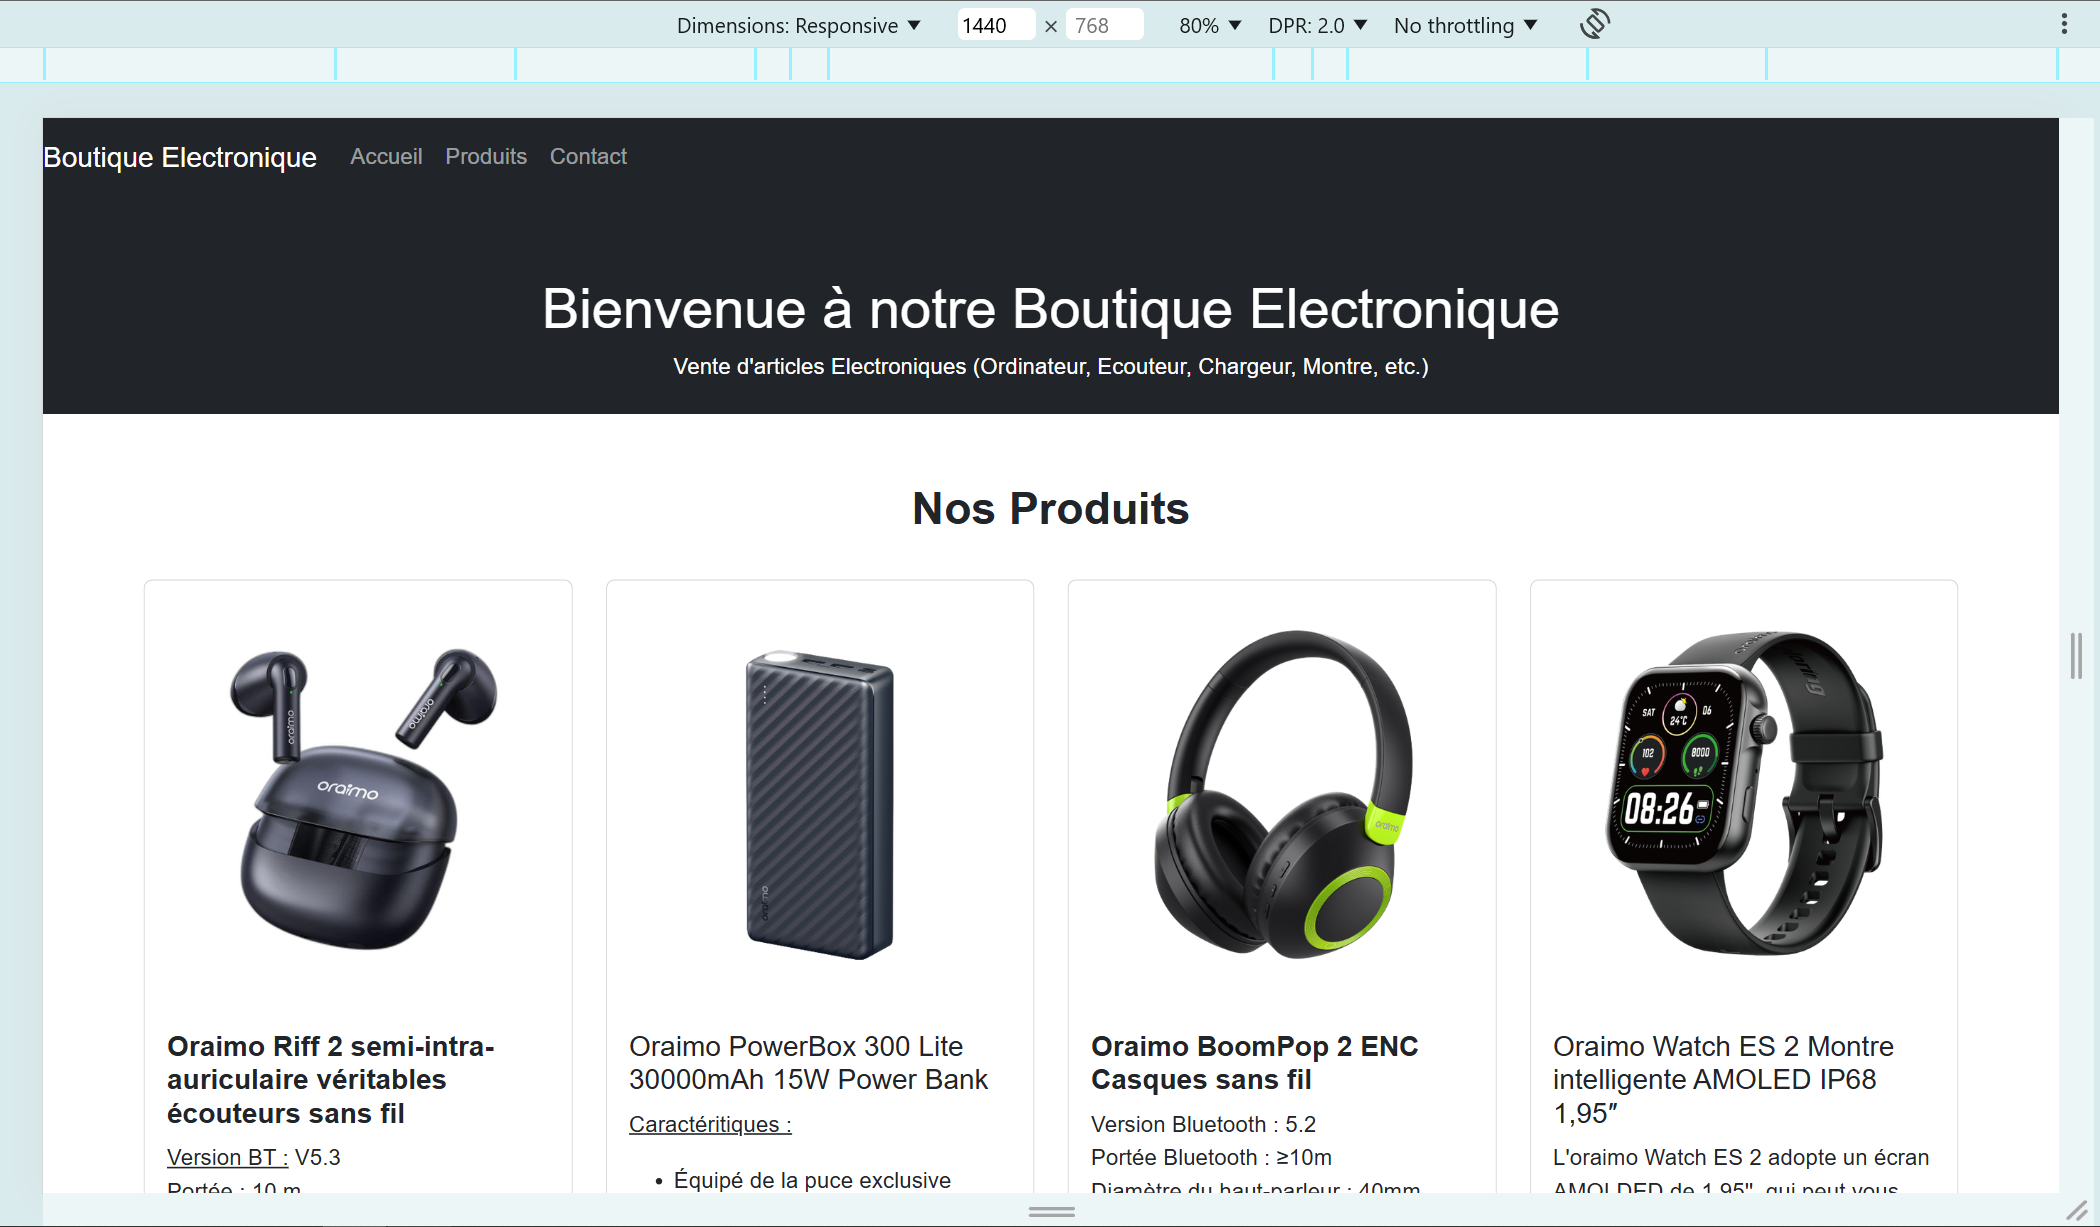 Dimensions: Responsive 1440 × 768 80% DPR: 2.0 No throttling
Boutique Electronique Accueil Produits Contact
Bienvenue à notre Boutique Electronique
Vente d'articles Electroniques (Ordinateur, Ecouteur, Chargeur, Montre, etc.)
Nos Produits
oraimo
oraimo
oraimo
oraimo
oraimo
SAT 24°C 06
102 8000
08:26
Oraimo Riff 2 semi-intra-
auriculaire véritables
écouteurs sans fil
Version BT : V5.3
Portée : 10 m
Oraimo PowerBox 300 Lite
30000mAh 15W Power Bank
Caractéritiques :
• Équipé de la puce exclusive
Oraimo BoomPop 2 ENC
Casques sans fil
Version Bluetooth : 5.2
Portée Bluetooth : ≥10m
Diamètre du haut-parleur : 40mm
Oraimo Watch ES 2 Montre
intelligente AMOLED IP68
1,95″
L'oraimo Watch ES 2 adopte un écran
AMOLDED de 1,95'', qui peut vous